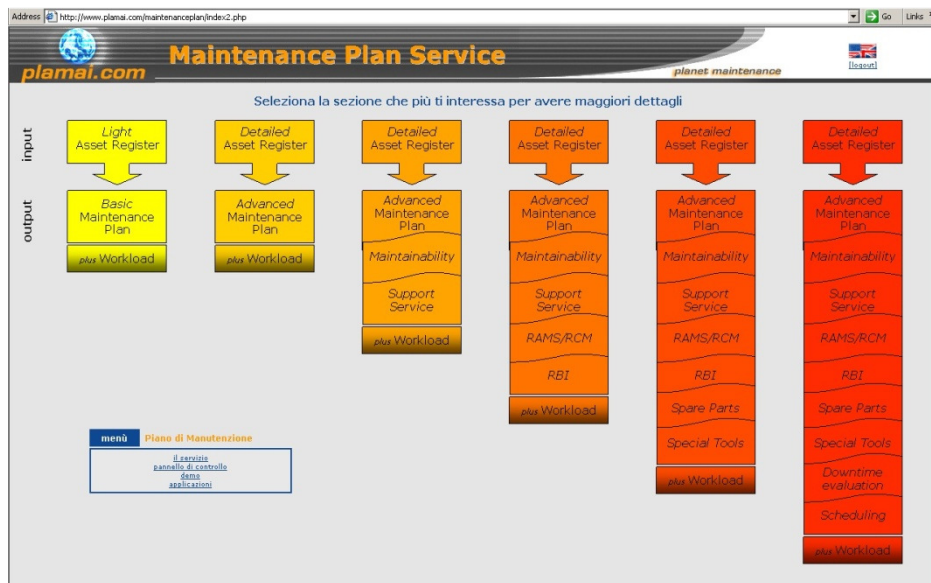 Address http://www.plamai.com/maintenanceplan/index2.php Go Links
plamai.com
Maintenance Plan Service
planet maintenance
[logout]
Seleziona la sezione che più ti interessa per avere maggiori dettagli
input
Light
Asset Register
Detailed
Asset Register
Detailed
Asset Register
Detailed
Asset Register
Detailed
Asset Register
Detailed
Asset Register
output
Basic
Maintenance
Plan
plus Workload
Advanced
Maintenance
Plan
plus Workload
Advanced
Maintenance
Plan
Maintainability
Support
Service
plus Workload
Advanced
Maintenance
Plan
Maintainability
Support
Service
RAMS/RCM
RBI
plus Workload
Advanced
Maintenance
Plan
Maintainability
Support
Service
RAMS/RCM
RBI
Spare Parts
Special Tools
plus Workload
Advanced
Maintenance
Plan
Maintainability
Support
Service
RAMS/RCM
RBI
Spare Parts
Special Tools
Downtime
evaluation
Scheduling
plus Workload
menù Piano di Manutenzione
il servizio
pannello di controllo
demo
applicazioni